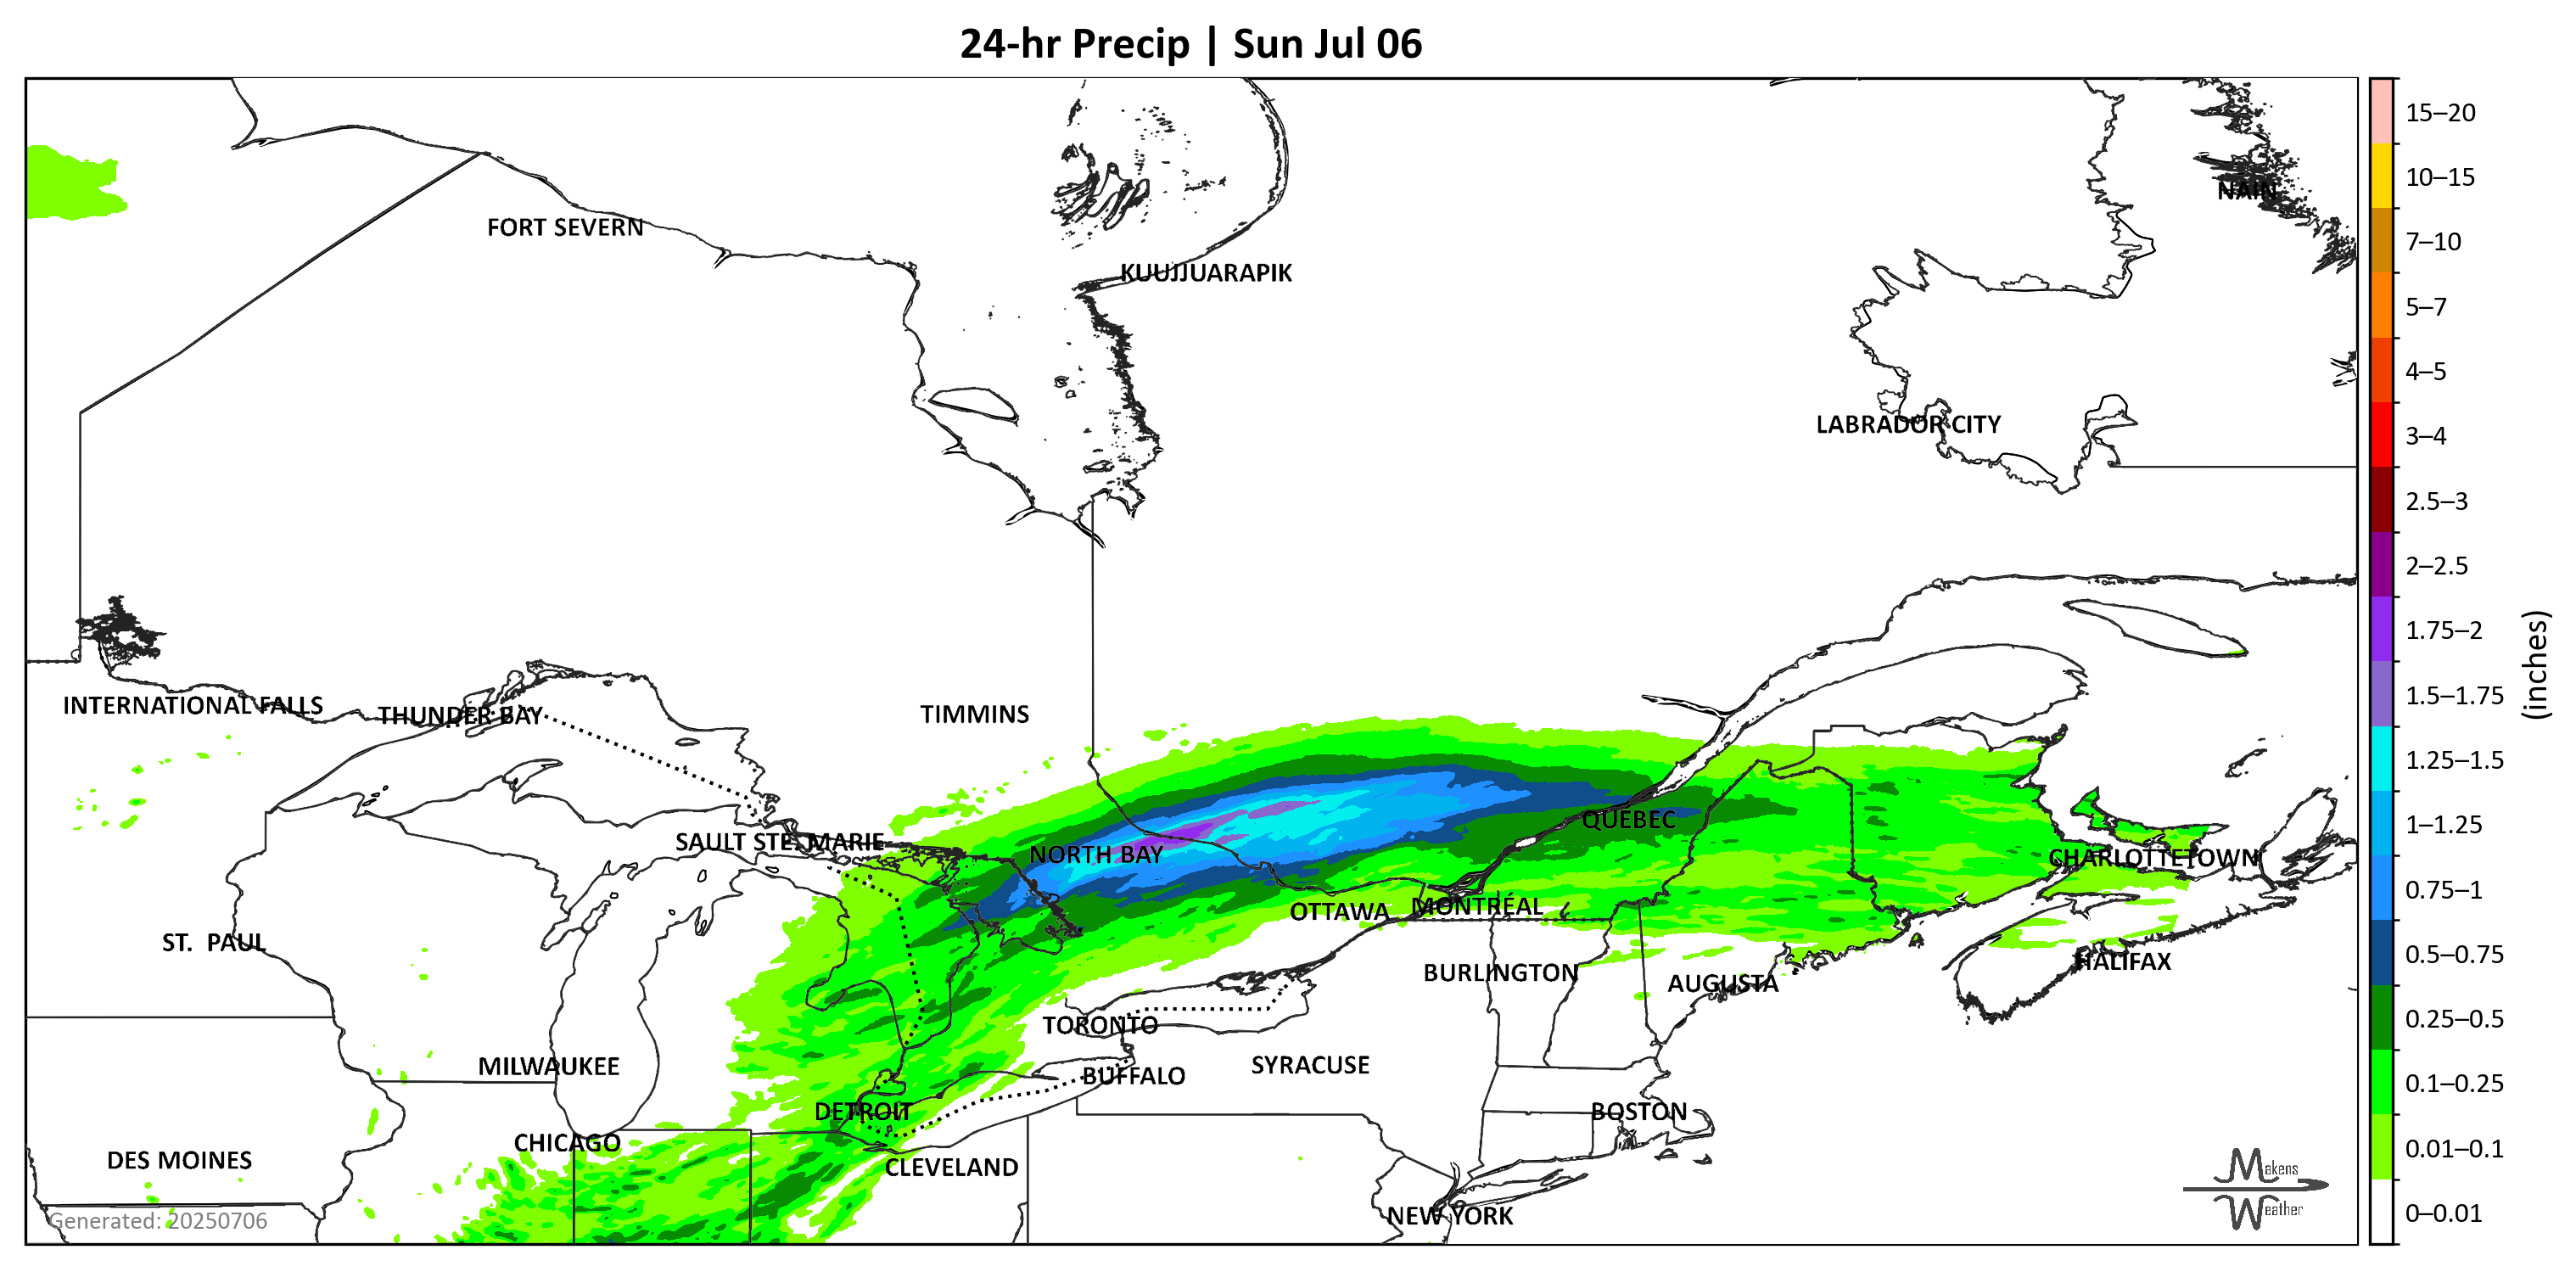 24-hr Precip | Sun Jul 06
15–20
10–15
NAIN
7–10
FORT SEVERN
KUUJJUARAPIK
5–7
4–5
LABRADOR CITY
3–4
2.5–3
2–2.5
1.75–2
(inches)
INTERNATIONAL FALLS
THUNDER BAY
TIMMINS
1.5–1.75
1.25–1.5
QUÉBEC
1–1.25
SAULT STE. MARIE
NORTH BAY
CHARLOTTETOWN
0.75–1
OTTAWA
MONTRÉAL
ST. PAUL
0.5–0.75
HALIFAX
BURLINGTON
AUGUSTA
TORONTO
0.25–0.5
MILWAUKEE
SYRACUSE
BUFFALO
0.1–0.25
DETROIT
BOSTON
CHICAGO
0.01–0.1
DES MOINES
CLEVELAND
Makens
Weather
Generated: 20250706
NEW YORK
0–0.01